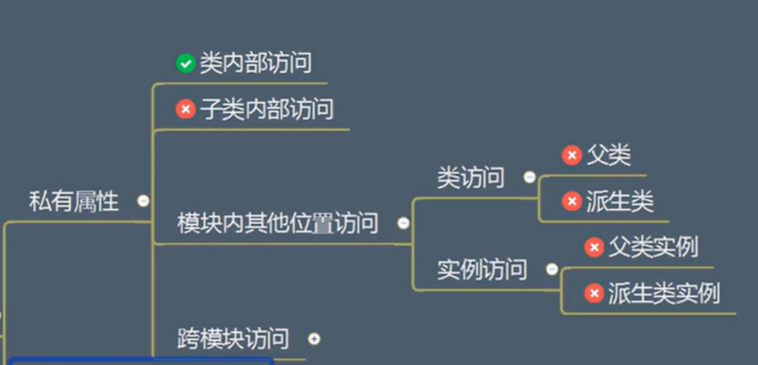 类内部访问
子类内部访问
父类
类访问
私有属性
派生类
模块内其他位置访问
父类实例
实例访问
派生类实例
跨模块访问